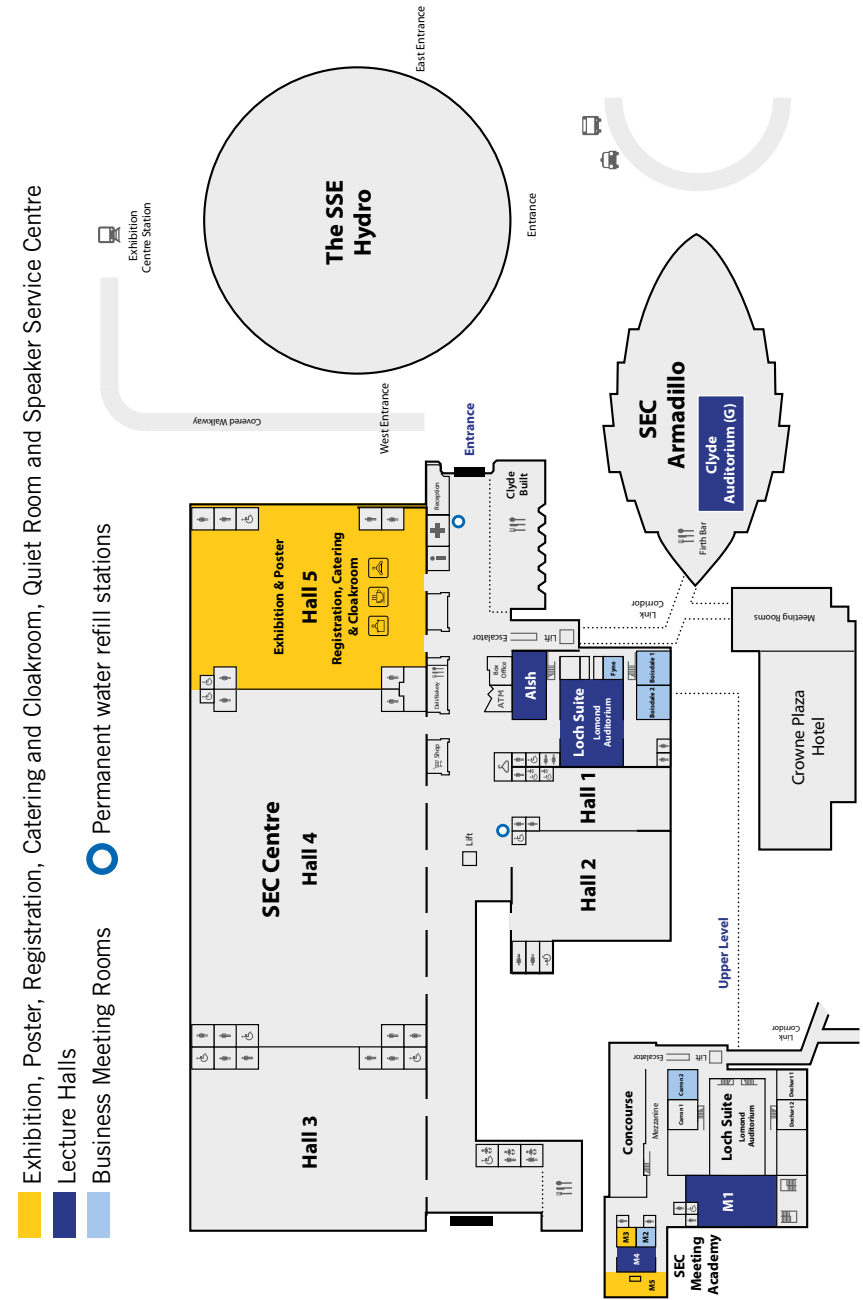 Exhibition, Poster, Registration, Catering and Cloakroom, Quiet Room and Speaker Service Centre
Lecture Halls
Business Meeting Rooms
Permanent water refill stations
Exhibition
Centre Station
Covered Walkway
The SSE
Hydro
East Entrance
Entrance
West Entrance
Entrance
SEC Centre
Hall 3
Hall 4
Exhibition & Poster
Hall 5
Registration, Catering
& Cloakroom
Reception
Deli/Bakery
Shop
Clyde
Built
Lift
Escalator
Lift
Link
Corridor
Box
Office
ATM
Alsh
Loch Suite
Lomond
Auditorium
Fyne
Boisdale 1
Boisdale 2
Hall 1
Hall 2
SEC
Armadillo
Clyde
Auditorium (G)
Firth Bar
Meeting Rooms
Crowne Plaza
Hotel
Upper Level
Link
Corridor
Escalator
Lift
Concourse
Mezzanine
Carron 2
Carron 1
Loch Suite
Lomond
Auditorium
Dochart 1
Dochart 2
M1
M2
M3
M4
M5
SEC
Meeting
Academy